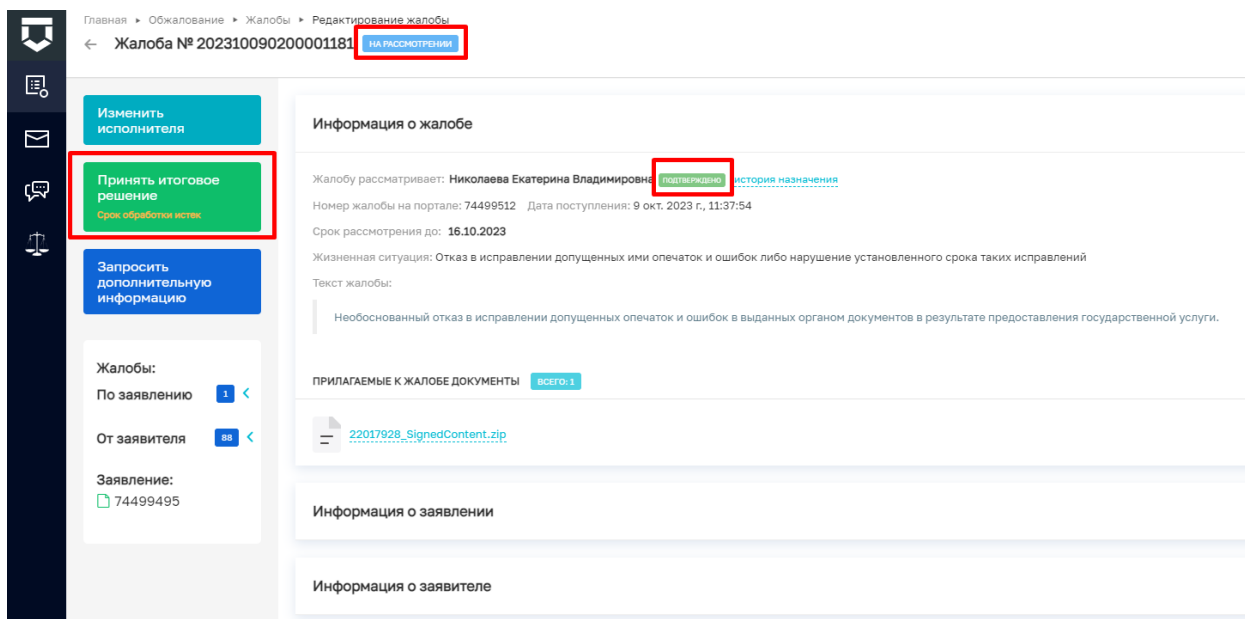 Главная ▸ Обжалование ▸ Жалобы ▸ Редактирование жалобы
← Жалоба № 202310090200001181 НА РАССМОТРЕНИИ
Изменить
исполнителя
Принять итоговое
решение
Срок обработки истек
Запросить
дополнительную
информацию
Жалобы:
По заявлению 1
От заявителя 88
Заявление:
74499495
Информация о жалобе
Жалобу рассматривает: Николаева Екатерина Владимировна ПОДТВЕРЖДЕНО история назначения
Номер жалобы на портале: 74499512 Дата поступления: 9 окт. 2023 г., 11:37:54
Срок рассмотрения до: 16.10.2023
Жизненная ситуация: Отказ в исправлении допущенных ими опечаток и ошибок либо нарушение установленного срока таких исправлений
Текст жалобы:
Необоснованный отказ в исправлении допущенных опечаток и ошибок в выданных органом документов в результате предоставления государственной услуги.
ПРИЛАГАЕМЫЕ К ЖАЛОБЕ ДОКУМЕНТЫ ВСЕГО: 1
22017928_SignedContent.zip
Информация о заявлении
Информация о заявителе